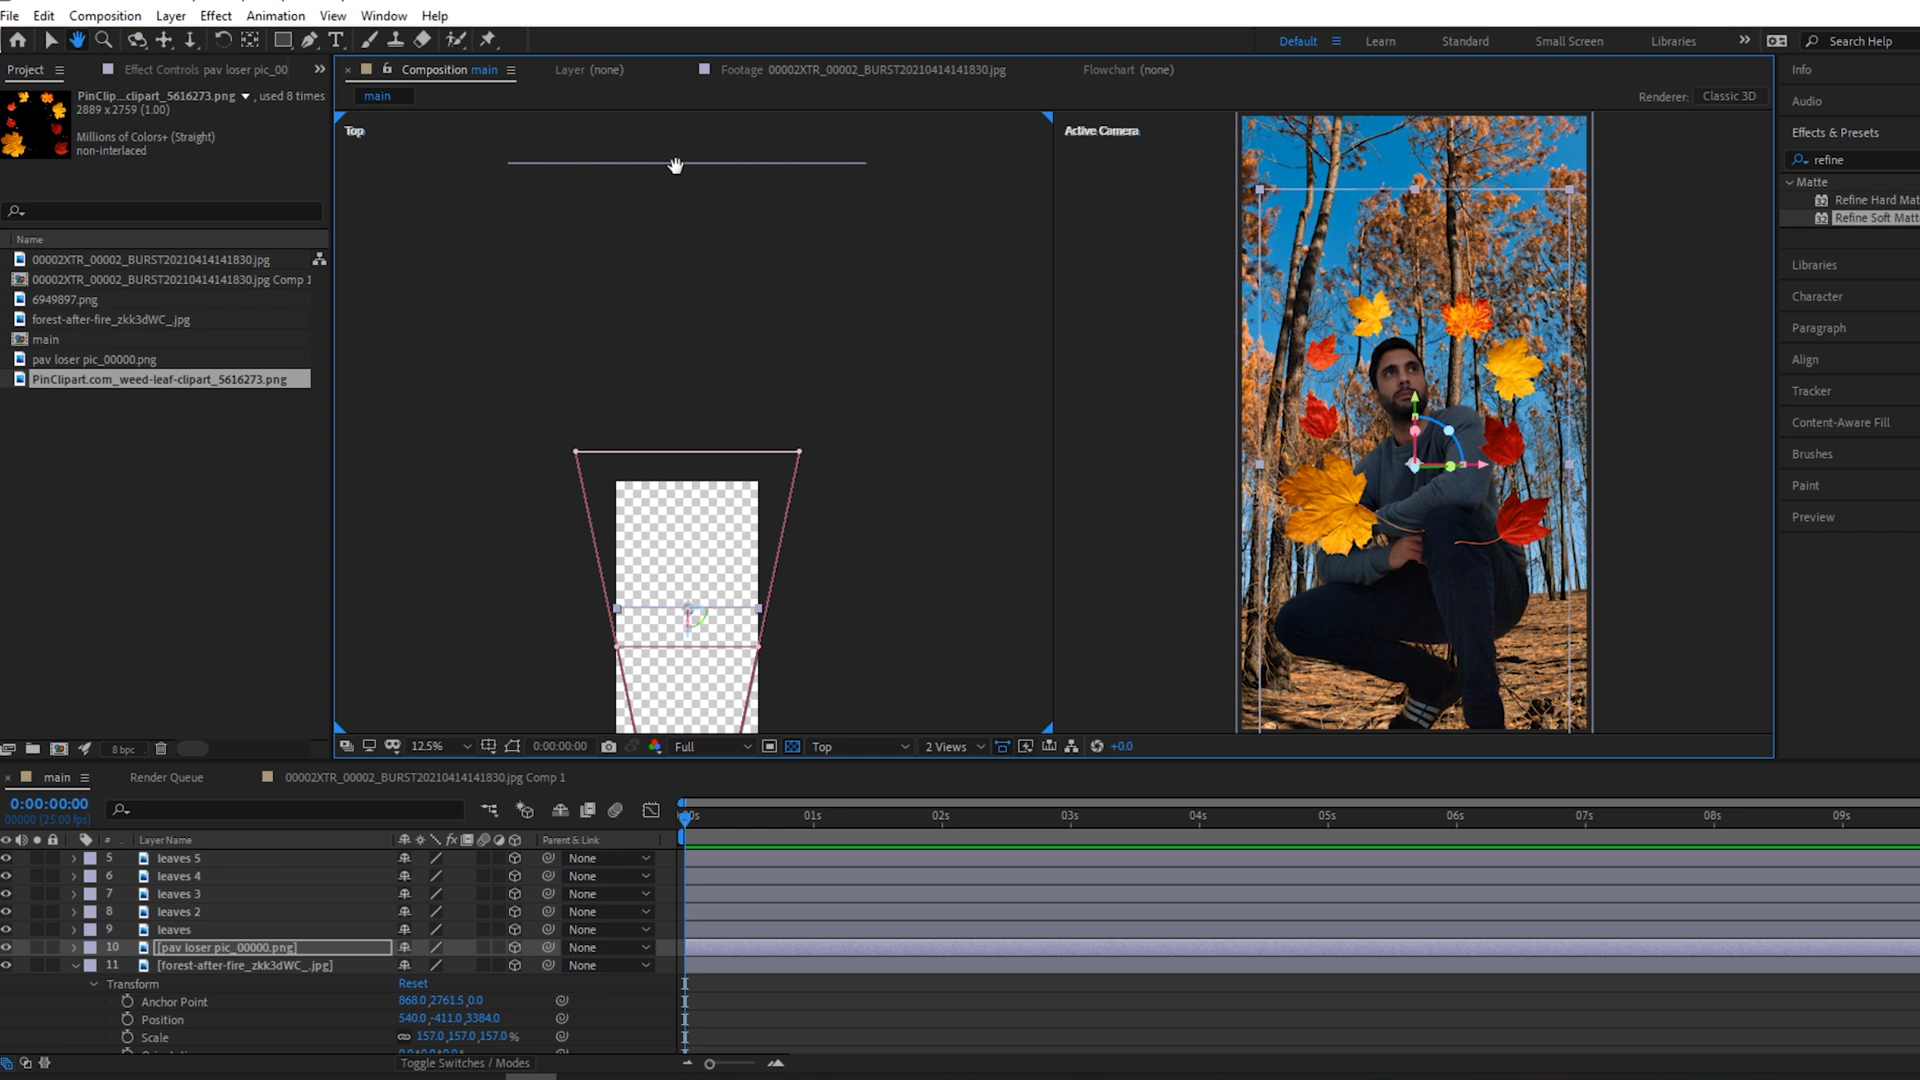 File Edit Composition Layer Effect Animation View Window Help
Default Learn Standard Small Screen Libraries Search Help
Project Effect Controls pav loser pic_00
Composition main Layer (none) Footage 00002XTR_00002_BURST20210414141830.jpg Flowchart (none)
main Renderer: Classic 3D
PinClip...clipart_5616273.png , used 8 times
2889 x 2759 (1.00)
Millions of Colors+ (Straight)
non-interlaced
Name
00002XTR_00002_BURST20210414141830.jpg
00002XTR_00002_BURST20210414141830.jpg Comp 1
6949897.png
forest-after-fire_zkk3dWC_.jpg
main
pav loser pic_00000.png
PinClipart.com_weed-leaf-clipart_5616273.png
8 bpc
Top
Active Camera
12.5% 0:00:00:00 Full Top 2 Views +0.0
Info
Audio
Effects & Presets
refine
Matte
Refine Hard Mat
Refine Soft Matt
Libraries
Character
Paragraph
Align
Tracker
Content-Aware Fill
Brushes
Paint
Preview
main Render Queue 00002XTR_00002_BURST20210414141830.jpg Comp 1
0:00:00:00
00000 (25.00 fps)
01s 02s 03s 04s 05s 06s 07s 08s 09s
# Layer Name Parent & Link
5 leaves 5 None
6 leaves 4 None
7 leaves 3 None
8 leaves 2 None
9 leaves None
10 [pav loser pic_00000.png] None
11 [forest-after-fire_zkk3dWC_.jpg] None
Transform Reset
Anchor Point 868.0,2761.5,0.0
Position 540.0,-411.0,3384.0
Scale 157.0,157.0,157.0%
Toggle Switches / Modes